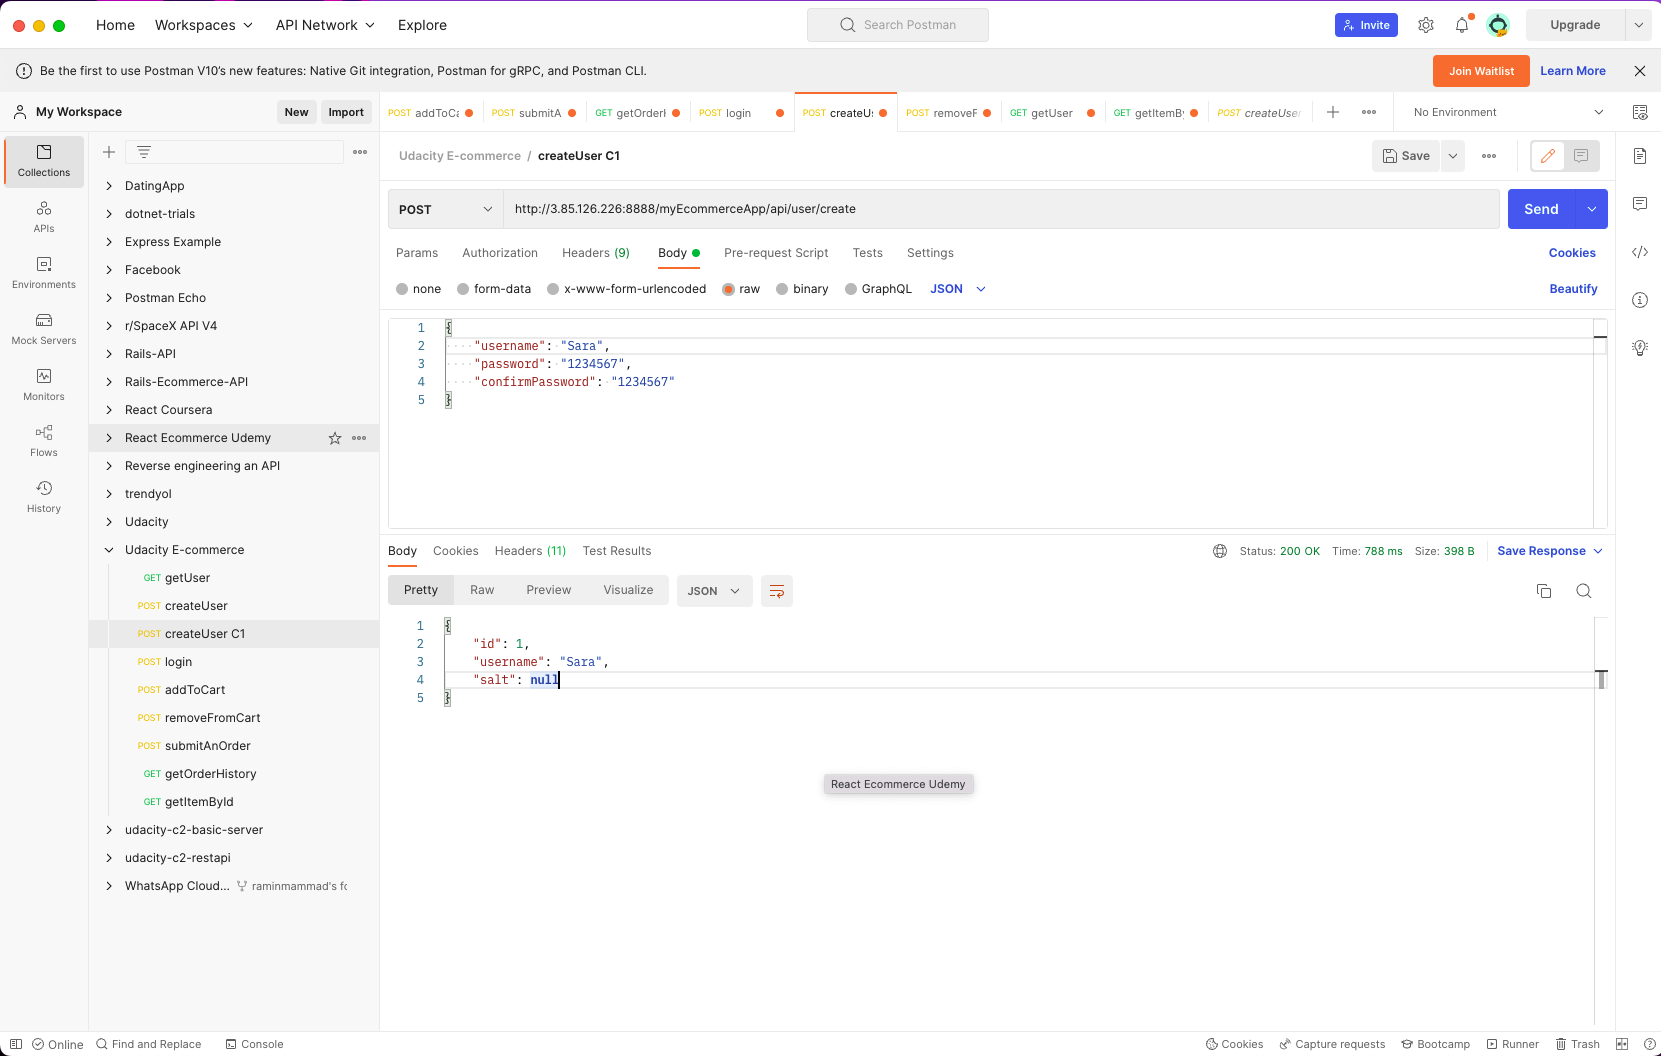 Home Workspaces API Network Explore Search Postman Invite Upgrade
Be the first to use Postman V10's new features: Native Git integration, Postman for gRPC, and Postman CLI. Join Waitlist Learn More
My Workspace New Import
POST addToCa POST submitA GET getOrderH POST login POST createUs POST removeF GET getUser GET getItemBy POST createUser No Environment
Collections
APIs
Environments
Mock Servers
Monitors
Flows
History
DatingApp
dotnet-trials
Express Example
Facebook
Postman Echo
r/SpaceX API V4
Rails-API
Rails-Ecommerce-API
React Coursera
React Ecommerce Udemy
Reverse engineering an API
trendyol
Udacity
Udacity E-commerce
GET getUser
POST createUser
POST createUser C1
POST login
POST addToCart
POST removeFromCart
POST submitAnOrder
GET getOrderHistory
GET getItemById
udacity-c2-basic-server
udacity-c2-restapi
WhatsApp Cloud... raminmammad's fo
Udacity E-commerce / createUser C1 Save
POST http://3.85.126.226:8888/myEcommerceApp/api/user/create Send
Params Authorization Headers (9) Body Pre-request Script Tests Settings Cookies
none form-data x-www-form-urlencoded raw binary GraphQL JSON Beautify
1 {
2 "username": "Sara",
3 "password": "1234567",
4 "confirmPassword": "1234567"
5 }
Body Cookies Headers (11) Test Results Status: 200 OK Time: 788 ms Size: 398 B Save Response
Pretty Raw Preview Visualize JSON
1 {
2 "id": 1,
3 "username": "Sara",
4 "salt": null
5 }
React Ecommerce Udemy
Online Find and Replace Console Cookies Capture requests Bootcamp Runner Trash